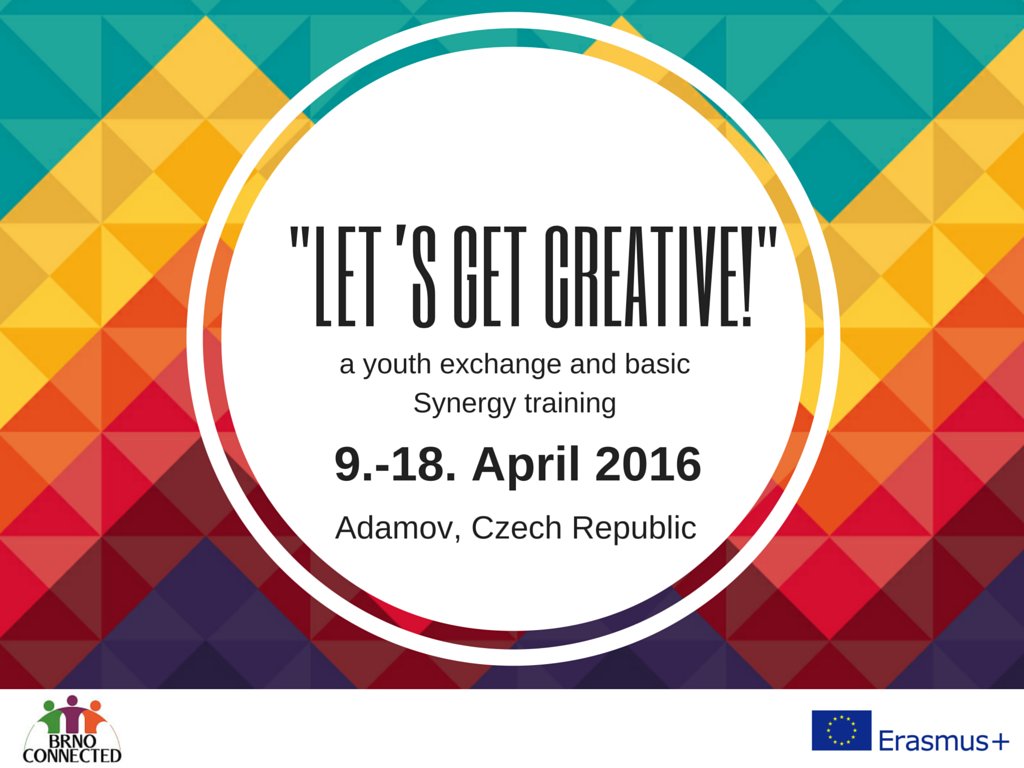 "LET 'S GET CREATIVE!"
a youth exchange and basic
Synergy training
9.-18. April 2016
Adamov, Czech Republic
BRNO
CONNECTED
Erasmus+